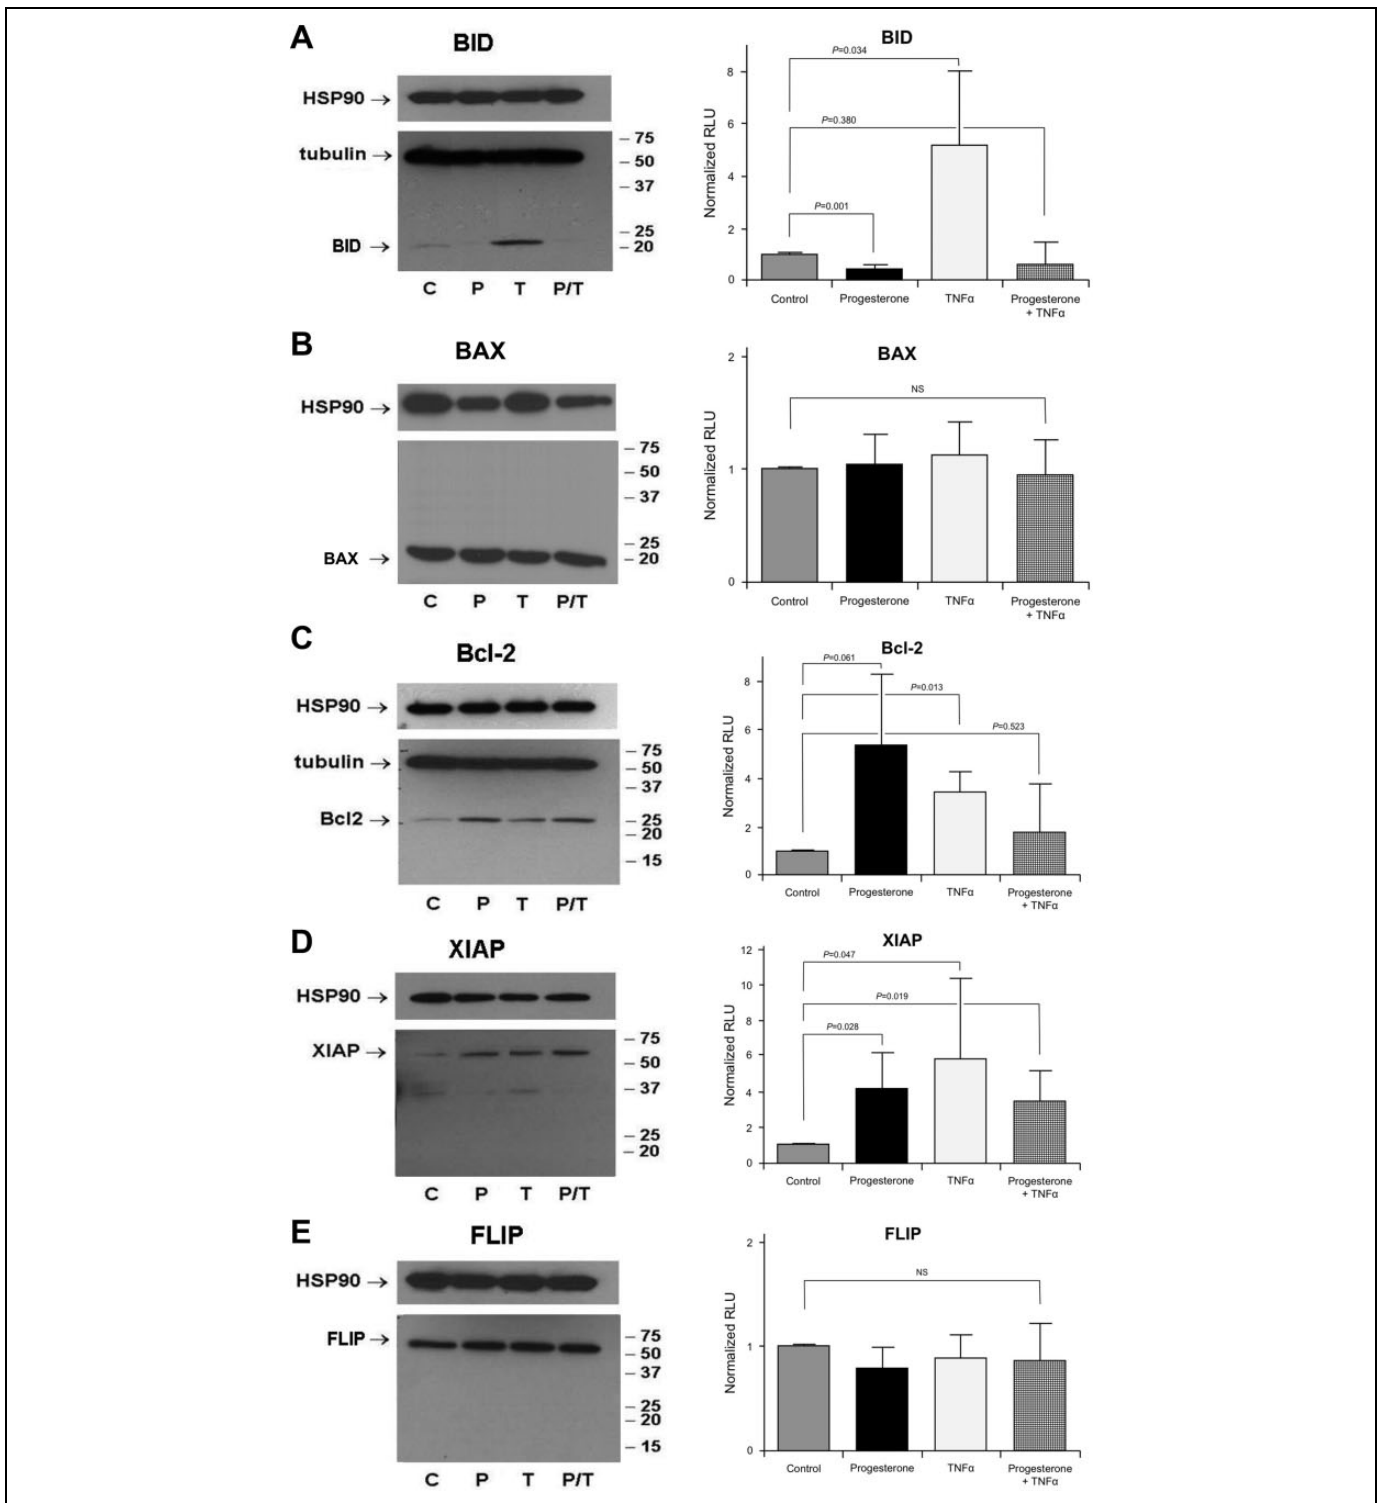 A
BID
HSP90 →
tubulin →
BID →
– 75
– 50
– 37
– 25
– 20
C P T P/T
BID
P=0.034
P=0.380
P=0.001
Normalized RLU
8
6
4
2
0
Control
Progesterone
TNFα
Progesterone
+ TNFα
B
BAX
HSP90 →
BAX →
– 75
– 50
– 37
– 25
– 20
C P T P/T
BAX
NS
Normalized RLU
2
1
0
Control
Progesterone
TNFα
Progesterone
+ TNFα
C
Bcl-2
HSP90 →
tubulin →
Bcl2 →
– 75
– 50
– 37
– 25
– 20
– 15
C P T P/T
Bcl-2
P=0.061
P=0.013
P=0.523
Normalized RLU
8
6
4
2
0
Control
Progesterone
TNFα
Progesterone
+ TNFα
D
XIAP
HSP90 →
XIAP →
– 75
– 50
– 37
– 25
– 20
C P T P/T
XIAP
P=0.047
P=0.019
P=0.028
Normalized RLU
12
10
8
6
4
2
0
Control
Progesterone
TNFα
Progesterone
+ TNFα
E
FLIP
HSP90 →
FLIP →
– 75
– 50
– 37
– 25
– 20
– 15
C P T P/T
FLIP
NS
Normalized RLU
2
1
0
Control
Progesterone
TNFα
Progesterone
+ TNFα